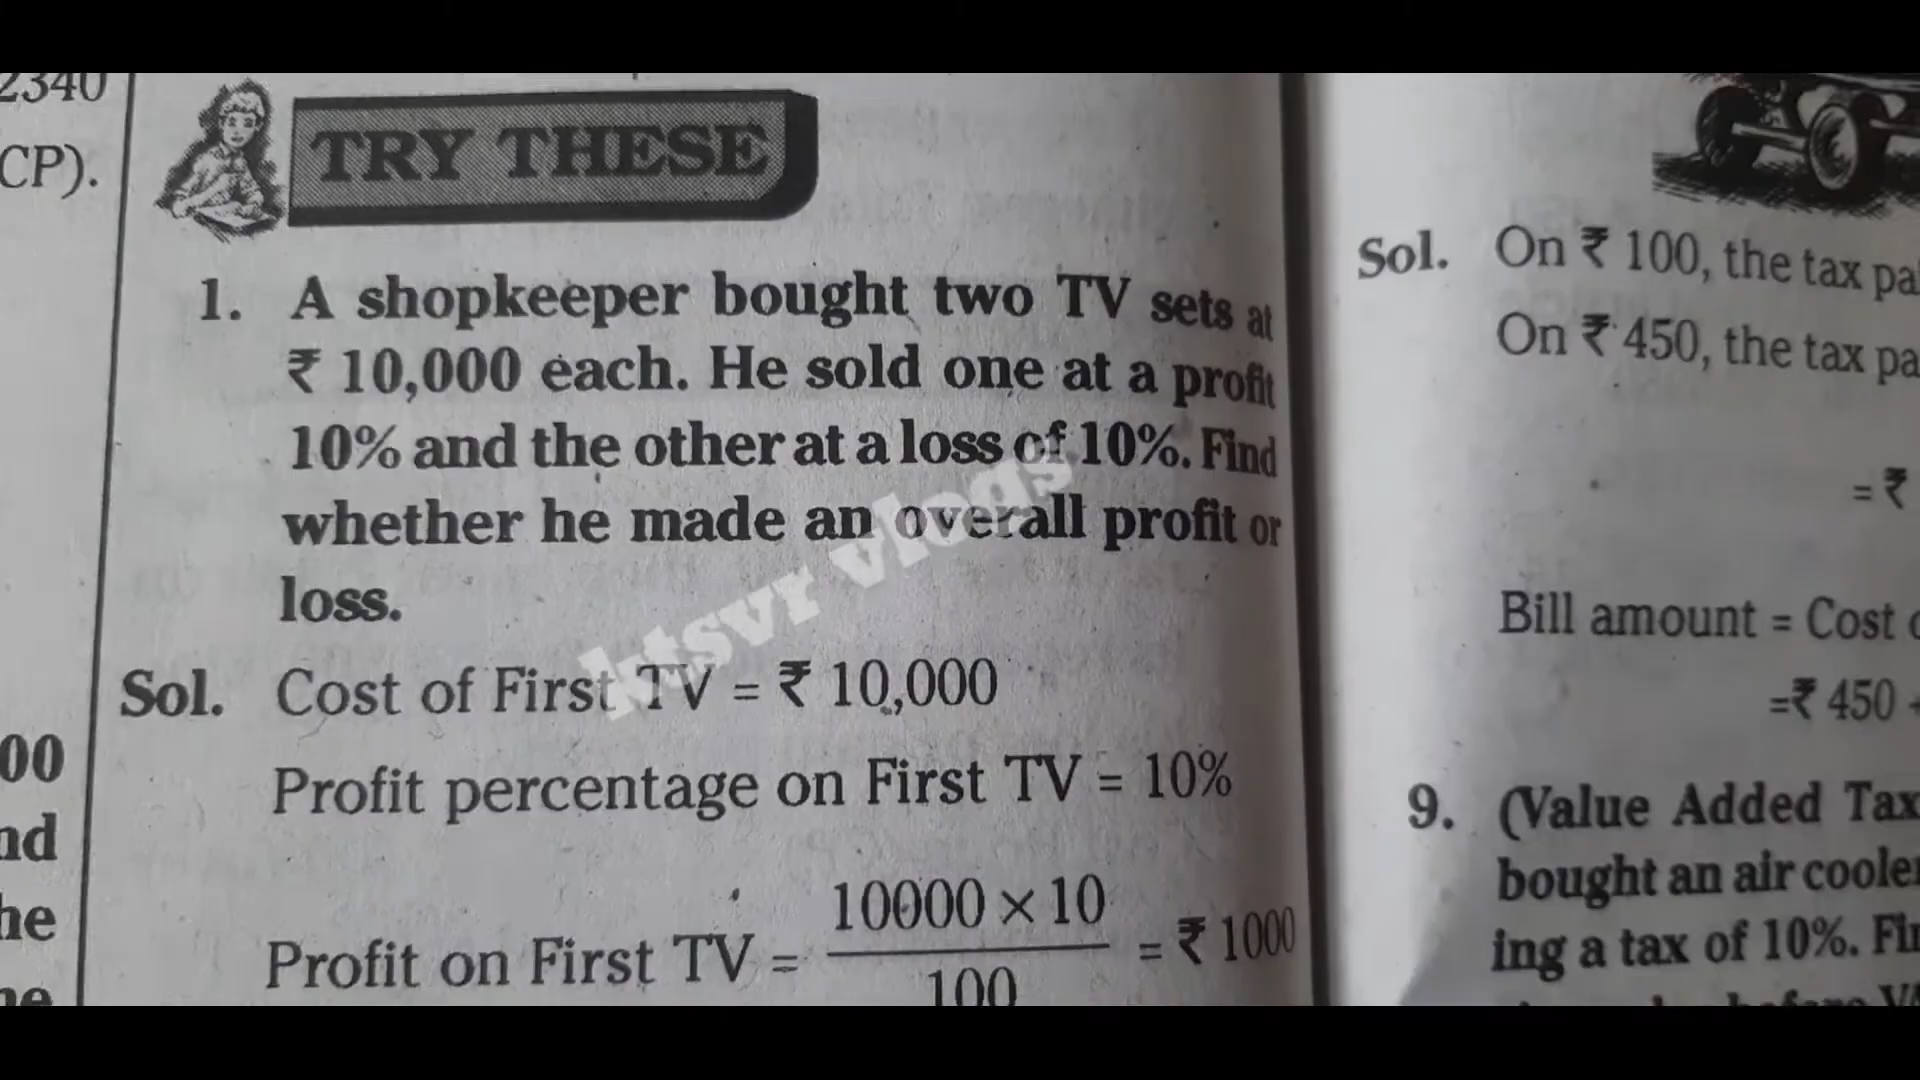 2340
CP).
00
nd
he
TRY THESE
1. A shopkeeper bought two TV sets at
₹ 10,000 each. He sold one at a profit
10% and the other at a loss of 10%. Find
whether he made an overall profit or
loss.
Sol. Cost of First TV = ₹ 10,000
Profit percentage on First TV = 10%
Profit on First TV = 10000 × 10 / 100 = ₹ 1000
ktsvr vlogs
Sol. On ₹ 100, the tax pa
On ₹ 450, the tax pa
= ₹
Bill amount = Cost
=₹ 450
9. (Value Added Tax
bought an air cooler
ing a tax of 10%. Fin